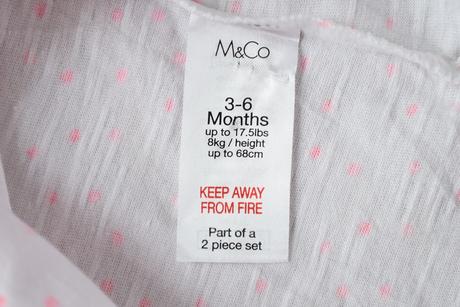 M&Co
3-6
Months
up to 17.5lbs
8kg / height
up to 68cm
KEEP AWAY
FROM FIRE
Part of a
2 piece set